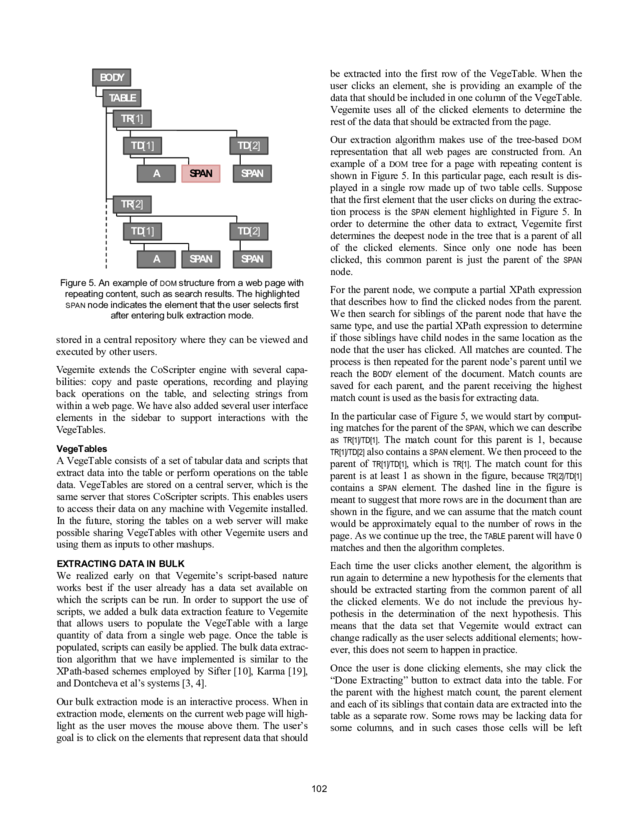 BODY
TABLE
TR[1]
TD[1]
TD[2]
A
SPAN
SPAN
TR[2]
TD[1]
TD[2]
A
SPAN
SPAN
Figure 5. An example of DOM structure from a web page with
repeating content, such as search results. The highlighted
SPAN node indicates the element that the user selects first
after entering bulk extraction mode.
stored in a central repository where they can be viewed and
executed by other users.
Vegemite extends the CoScripter engine with several capa-
bilities: copy and paste operations, recording and playing
back operations on the table, and selecting strings from
within a web page. We have also added several user interface
elements in the sidebar to support interactions with the
VegeTables.
VegeTables
A VegeTable consists of a set of tabular data and scripts that
extract data into the table or perform operations on the table
data. VegeTables are stored on a central server, which is the
same server that stores CoScripter scripts. This enables users
to access their data on any machine with Vegemite installed.
In the future, storing the tables on a web server will make
possible sharing VegeTables with other Vegemite users and
using them as inputs to other mashups.
EXTRACTING DATA IN BULK
We realized early on that Vegemite's script-based nature
works best if the user already has a data set available on
which the scripts can be run. In order to support the use of
scripts, we added a bulk data extraction feature to Vegemite
that allows users to populate the VegeTable with a large
quantity of data from a single web page. Once the table is
populated, scripts can easily be applied. The bulk data extrac-
tion algorithm that we have implemented is similar to the
XPath-based schemes employed by Sifter [10], Karma [19],
and Dontcheva et al's systems [3, 4].
Our bulk extraction mode is an interactive process. When in
extraction mode, elements on the current web page will high-
light as the user moves the mouse above them. The user's
goal is to click on the elements that represent data that should
be extracted into the first row of the VegeTable. When the
user clicks an element, she is providing an example of the
data that should be included in one column of the VegeTable.
Vegemite uses all of the clicked elements to determine the
rest of the data that should be extracted from the page.
Our extraction algorithm makes use of the tree-based DOM
representation that all web pages are constructed from. An
example of a DOM tree for a page with repeating content is
shown in Figure 5. In this particular page, each result is dis-
played in a single row made up of two table cells. Suppose
that the first element that the user clicks on during the extrac-
tion process is the SPAN element highlighted in Figure 5. In
order to determine the other data to extract, Vegemite first
determines the deepest node in the tree that is a parent of all
of the clicked elements. Since only one node has been
clicked, this common parent is just the parent of the SPAN
node.
For the parent node, we compute a partial XPath expression
that describes how to find the clicked nodes from the parent.
We then search for siblings of the parent node that have the
same type, and use the partial XPath expression to determine
if those siblings have child nodes in the same location as the
node that the user has clicked. All matches are counted. The
process is then repeated for the parent node's parent until we
reach the BODY element of the document. Match counts are
saved for each parent, and the parent receiving the highest
match count is used as the basis for extracting data.
In the particular case of Figure 5, we would start by comput-
ing matches for the parent of the SPAN, which we can describe
as TR[1]/TD[1]. The match count for this parent is 1, because
TR[1]/TD[2] also contains a SPAN element. We then proceed to the
parent of TR[1]/TD[1], which is TR[1]. The match count for this
parent is at least 1 as shown in the figure, because TR[2]/TD[1]
contains a SPAN element. The dashed line in the figure is
meant to suggest that more rows are in the document than are
shown in the figure, and we can assume that the match count
would be approximately equal to the number of rows in the
page. As we continue up the tree, the TABLE parent will have 0
matches and then the algorithm completes.
Each time the user clicks another element, the algorithm is
run again to determine a new hypothesis for the elements that
should be extracted starting from the common parent of all
the clicked elements. We do not include the previous hy-
pothesis in the determination of the next hypothesis. This
means that the data set that Vegemite would extract can
change radically as the user selects additional elements; how-
ever, this does not seem to happen in practice.
Once the user is done clicking elements, she may click the
"Done Extracting" button to extract data into the table. For
the parent with the highest match count, the parent element
and each of its siblings that contain data are extracted into the
table as a separate row. Some rows may be lacking data for
some columns, and in such cases those cells will be left
102